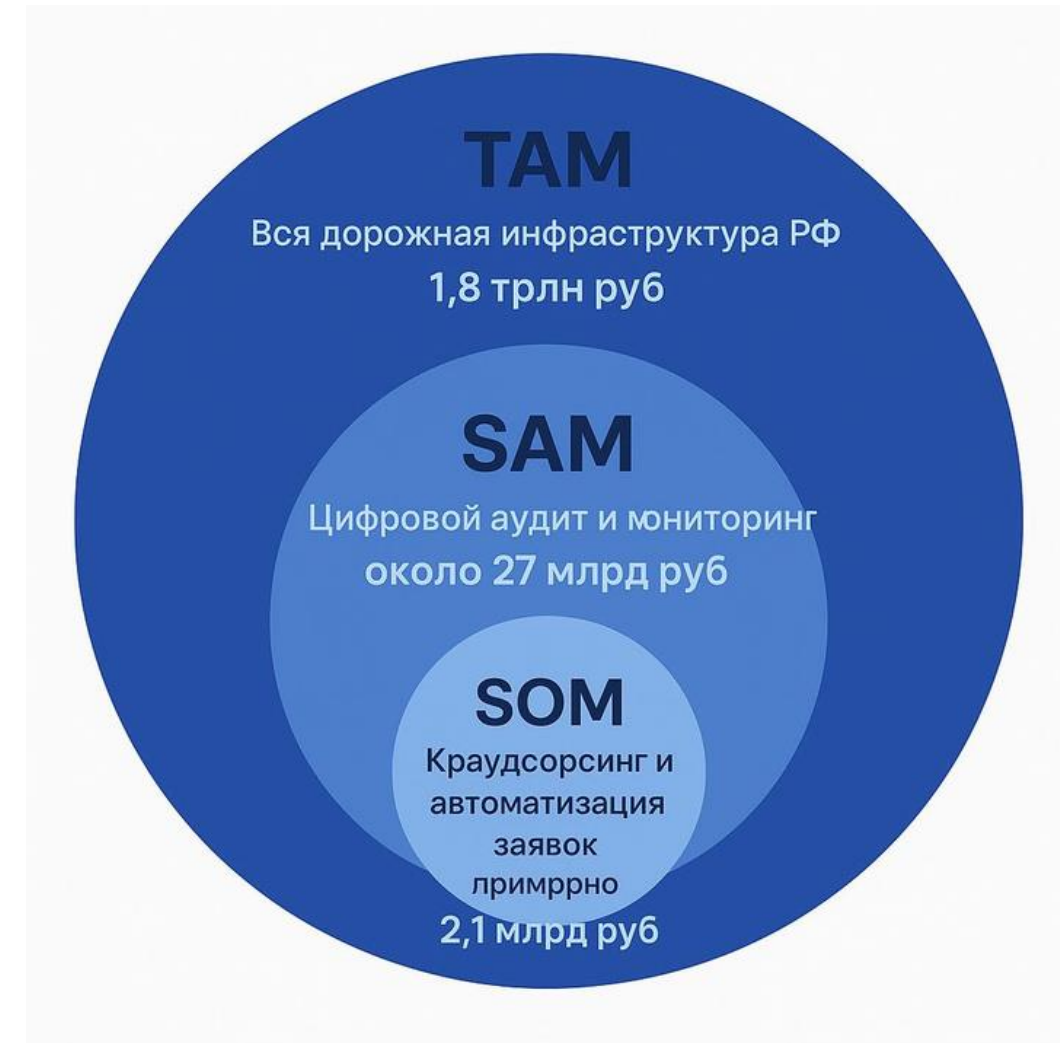 TAM
Вся дорожная инфраструктура РФ
1,8 трлн руб
SAM
Цифровой аудит и мониторинг
около 27 млрд руб
SOM
Краудсорсинг и
автоматизация
заявок
примррно
2,1 млрд руб